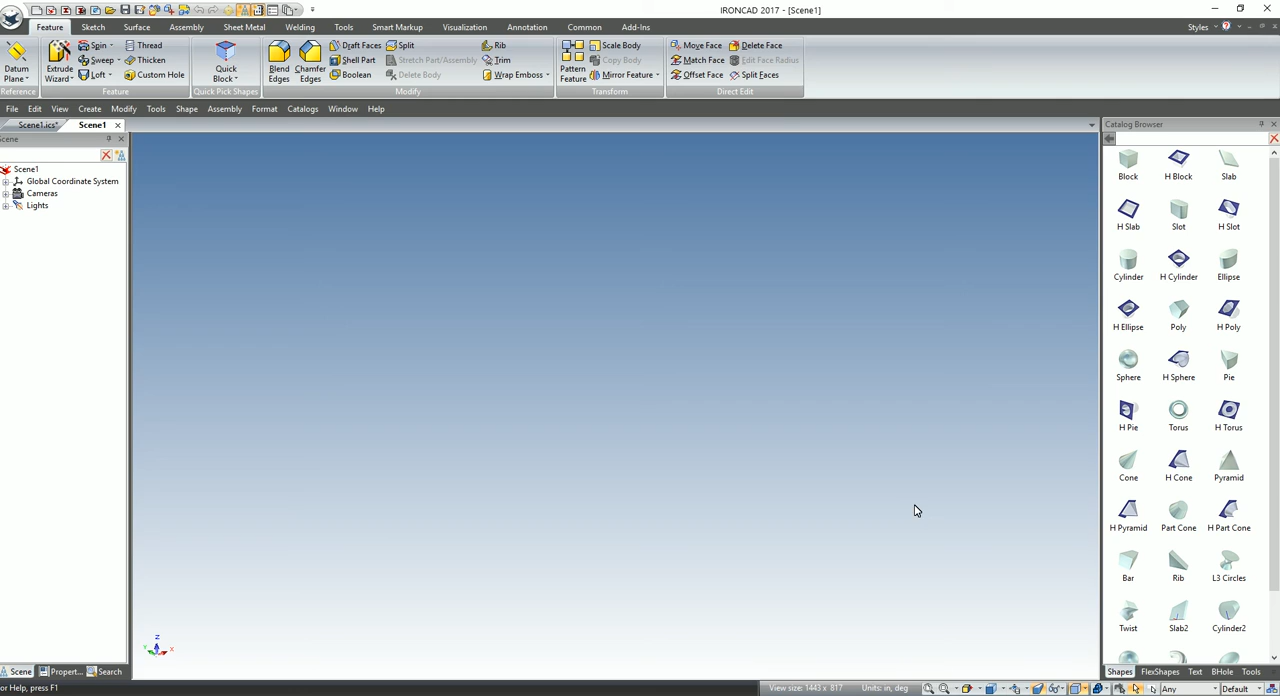 IRONCAD 2017 - [Scene1]
Feature Sketch Surface Assembly Sheet Metal Welding Tools Smart Markup Visualization Annotation Common Add-Ins Styles
Spin Thread Draft Faces Split Rib Scale Body Move Face Delete Face
Datum Plane Extrude Wizard Sweep Thicken Quick Block Blend Edges Chamfer Edges Shell Part Stretch Part/Assembly Trim Pattern Feature Copy Body Match Face Edit Face Radius
Loft Custom Hole Boolean Delete Body Wrap Emboss Mirror Feature Offset Face Split Faces
Reference Feature Quick Pick Shapes Modify Transform Direct Edit
File Edit View Create Modify Tools Shape Assembly Format Catalogs Window Help
Scene1.ics* Scene1 Catalog Browser
Scene
Scene1
Global Coordinate System
Cameras
Lights
Block H Block Slab
H Slab Slot H Slot
Cylinder H Cylinder Ellipse
H Ellipse Poly H Poly
Sphere H Sphere Pie
H Pie Torus H Torus
Cone H Cone Pyramid
H Pyramid Part Cone H Part Cone
Bar Rib L3 Circles
Twist Slab2 Cylinder2
Z
Y X
Scene Propert... Search Shapes FlexShapes Text BHole Tools
or Help, press F1 View size: 1443 x 817 Units: in, deg Any Default